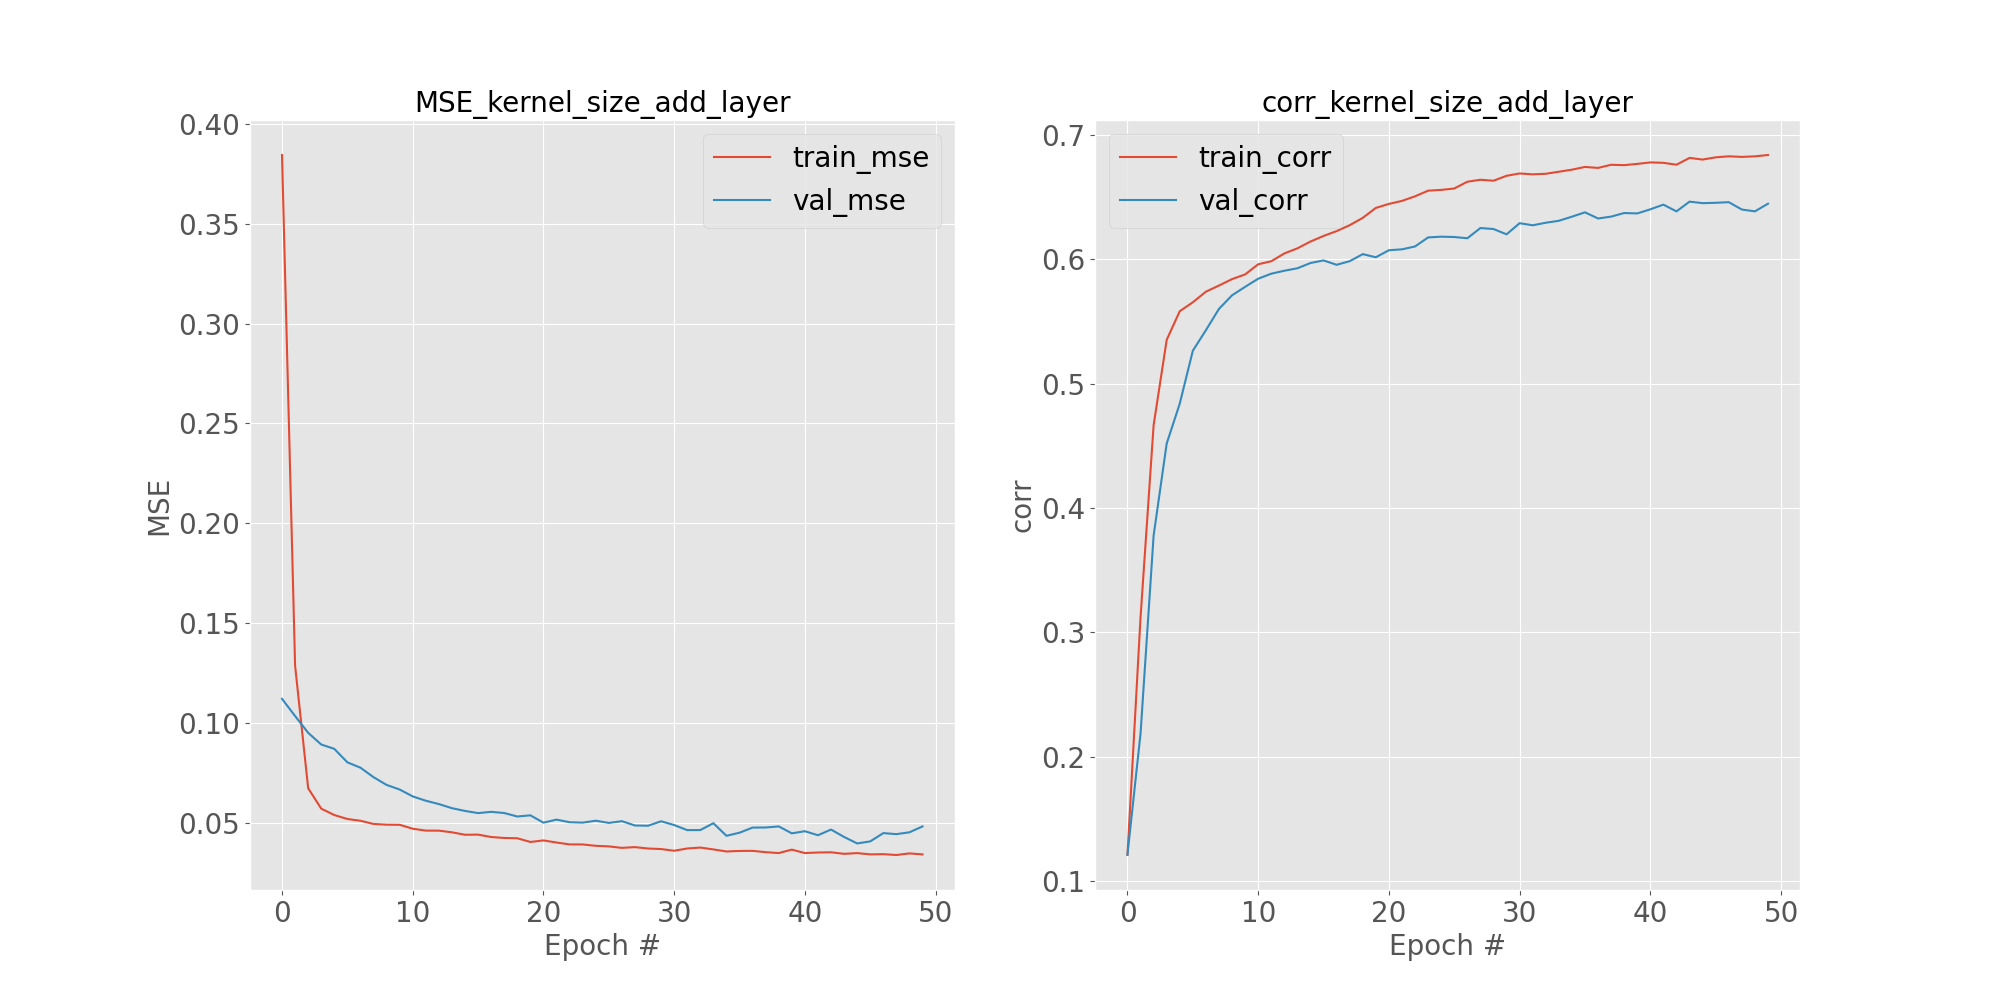 MSE_kernel_size_add_layer
0.40
0.35
0.30
0.25
0.20
0.15
0.10
0.05
MSE
train_mse
val_mse
0 10 20 30 40 50
Epoch #
corr_kernel_size_add_layer
0.7
0.6
0.5
0.4
0.3
0.2
0.1
corr
train_corr
val_corr
0 10 20 30 40 50
Epoch #